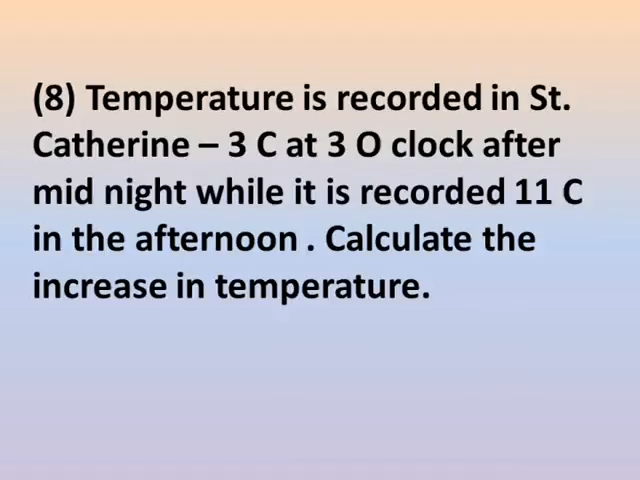 (8) Temperature is recorded in St.
Catherine – 3 C at 3 O clock after
mid night while it is recorded 11 C
in the afternoon . Calculate the
increase in temperature.